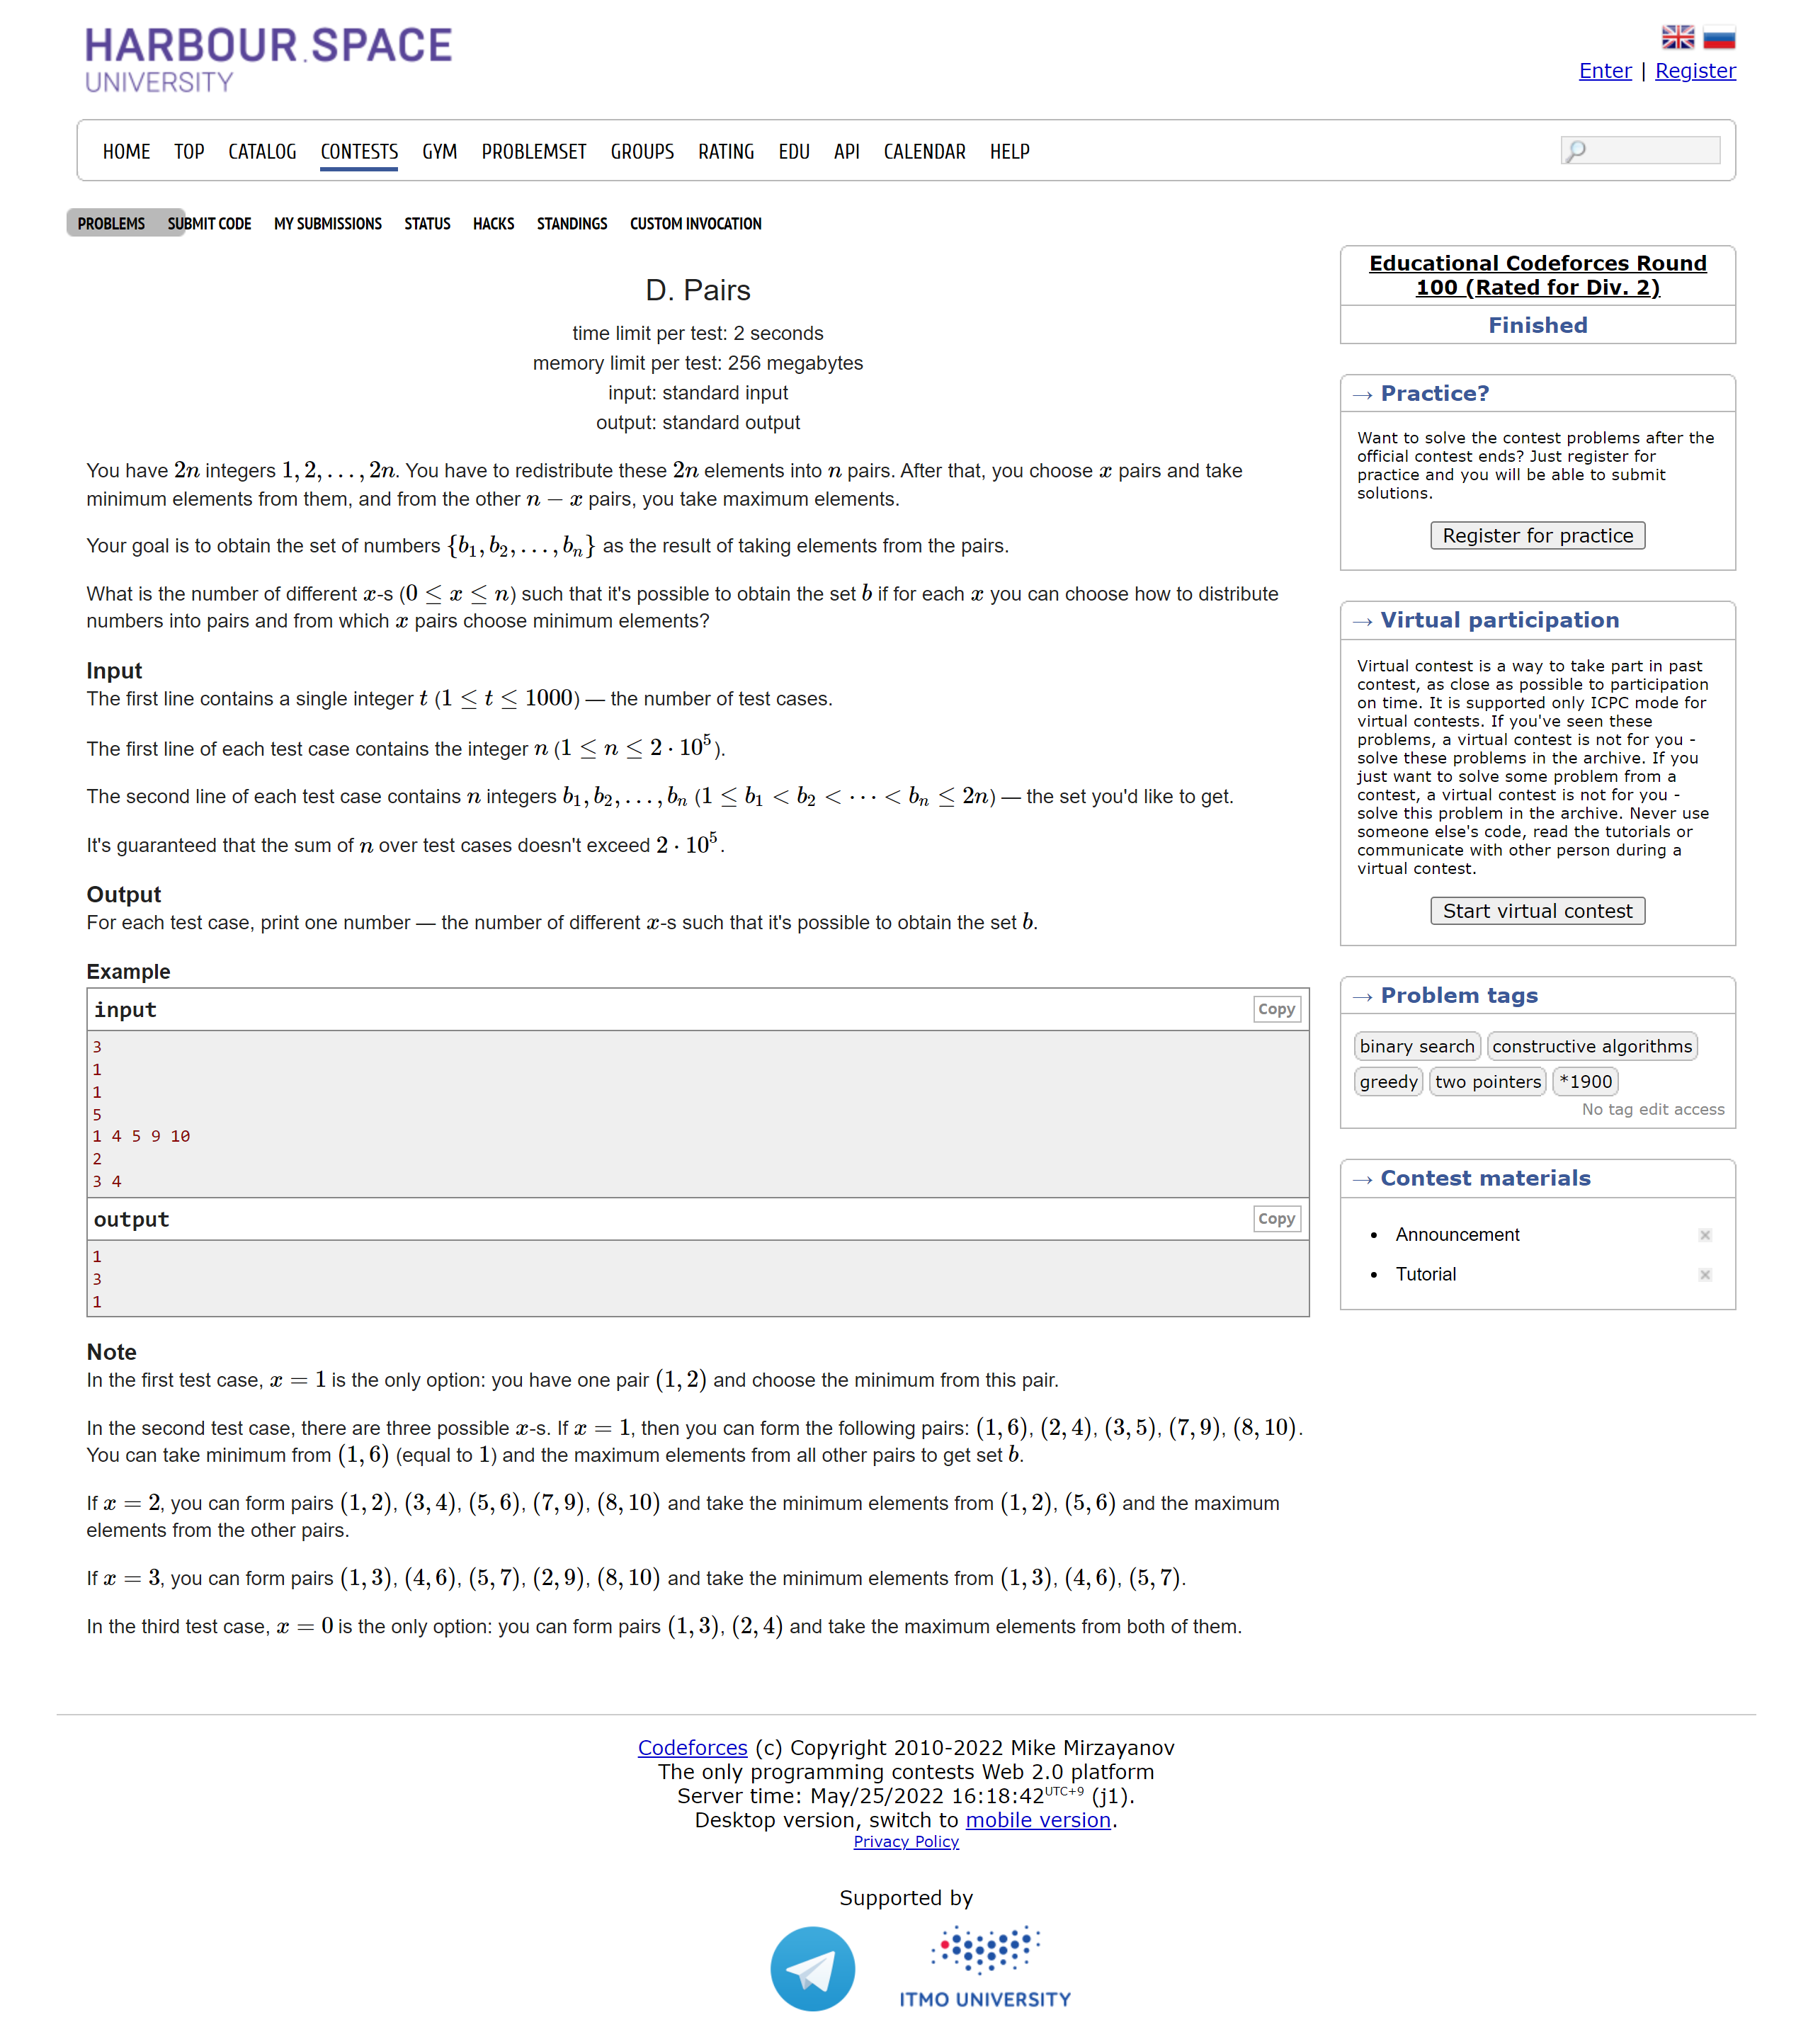 HARBOUR.SPACE
UNIVERSITY
Enter | Register
HOME TOP CATALOG CONTESTS GYM PROBLEMSET GROUPS RATING EDU API CALENDAR HELP
PROBLEMS SUBMIT CODE MY SUBMISSIONS STATUS HACKS STANDINGS CUSTOM INVOCATION
D. Pairs
time limit per test: 2 seconds
memory limit per test: 256 megabytes
input: standard input
output: standard output
You have 2n integers 1, 2, . . . , 2n. You have to redistribute these 2n elements into n pairs. After that, you choose x pairs and take
minimum elements from them, and from the other n − x pairs, you take maximum elements.
Your goal is to obtain the set of numbers {b₁, b₂, . . . , bₙ} as the result of taking elements from the pairs.
What is the number of different x-s (0 ≤ x ≤ n) such that it's possible to obtain the set b if for each x you can choose how to distribute
numbers into pairs and from which x pairs choose minimum elements?
Input
The first line contains a single integer t (1 ≤ t ≤ 1000) — the number of test cases.
The first line of each test case contains the integer n (1 ≤ n ≤ 2 · 10⁵).
The second line of each test case contains n integers b₁, b₂, . . . , bₙ (1 ≤ b₁ < b₂ < · · · < bₙ ≤ 2n) — the set you'd like to get.
It's guaranteed that the sum of n over test cases doesn't exceed 2 · 10⁵.
Output
For each test case, print one number — the number of different x-s such that it's possible to obtain the set b.
Example
input Copy
3
1
1
5
1 4 5 9 10
2
3 4
output Copy
1
3
1
Note
In the first test case, x = 1 is the only option: you have one pair (1, 2) and choose the minimum from this pair.
In the second test case, there are three possible x-s. If x = 1, then you can form the following pairs: (1, 6), (2, 4), (3, 5), (7, 9), (8, 10).
You can take minimum from (1, 6) (equal to 1) and the maximum elements from all other pairs to get set b.
If x = 2, you can form pairs (1, 2), (3, 4), (5, 6), (7, 9), (8, 10) and take the minimum elements from (1, 2), (5, 6) and the maximum
elements from the other pairs.
If x = 3, you can form pairs (1, 3), (4, 6), (5, 7), (2, 9), (8, 10) and take the minimum elements from (1, 3), (4, 6), (5, 7).
In the third test case, x = 0 is the only option: you can form pairs (1, 3), (2, 4) and take the maximum elements from both of them.
Educational Codeforces Round
100 (Rated for Div. 2)
Finished
→ Practice?
Want to solve the contest problems after the
official contest ends? Just register for
practice and you will be able to submit
solutions.
Register for practice
→ Virtual participation
Virtual contest is a way to take part in past
contest, as close as possible to participation
on time. It is supported only ICPC mode for
virtual contests. If you've seen these
problems, a virtual contest is not for you -
solve these problems in the archive. If you
just want to solve some problem from a
contest, a virtual contest is not for you -
solve this problem in the archive. Never use
someone else's code, read the tutorials or
communicate with other person during a
virtual contest.
Start virtual contest
→ Problem tags
binary search constructive algorithms
greedy two pointers *1900
No tag edit access
→ Contest materials
Announcement
Tutorial
Codeforces (c) Copyright 2010-2022 Mike Mirzayanov
The only programming contests Web 2.0 platform
Server time: May/25/2022 16:18:42UTC+9 (j1).
Desktop version, switch to mobile version.
Privacy Policy
Supported by
ITMO UNIVERSITY